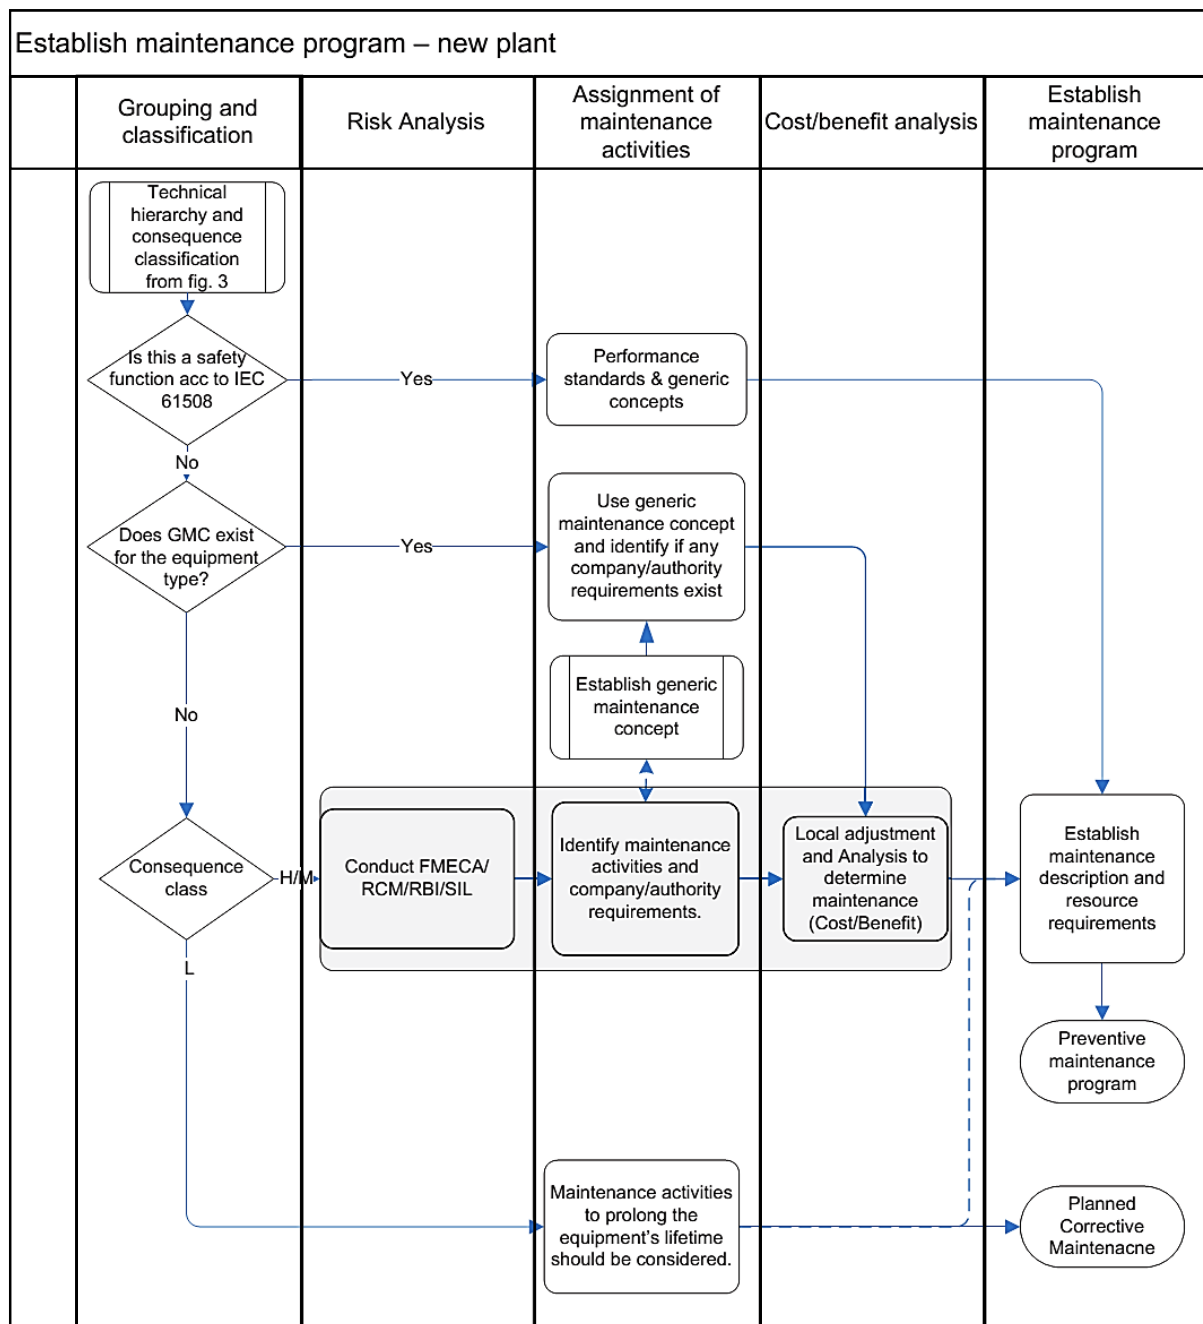 Establish maintenance program – new plant
Grouping and
classification
Risk Analysis
Assignment of
maintenance
activities
Cost/benefit analysis
Establish
maintenance
program
Technical
hierarchy and
consequence
classification
from fig. 3
Is this a safety
function acc to IEC
61508
Yes
Performance
standards & generic
concepts
No
Does GMC exist
for the equipment
type?
Yes
Use generic
maintenance concept
and identify if any
company/authority
requirements exist
Establish generic
maintenance
concept
No
Consequence
class
H/M
Conduct FMECA/
RCM/RBI/SIL
Identify maintenance
activities and
company/authority
requirements.
Local adjustment
and Analysis to
determine
maintenance
(Cost/Benefit)
Establish
maintenance
description and
resource
requirements
L
Preventive
maintenance
program
Maintenance activities
to prolong the
equipment's lifetime
should be considered.
Planned
Corrective
Maintenacne